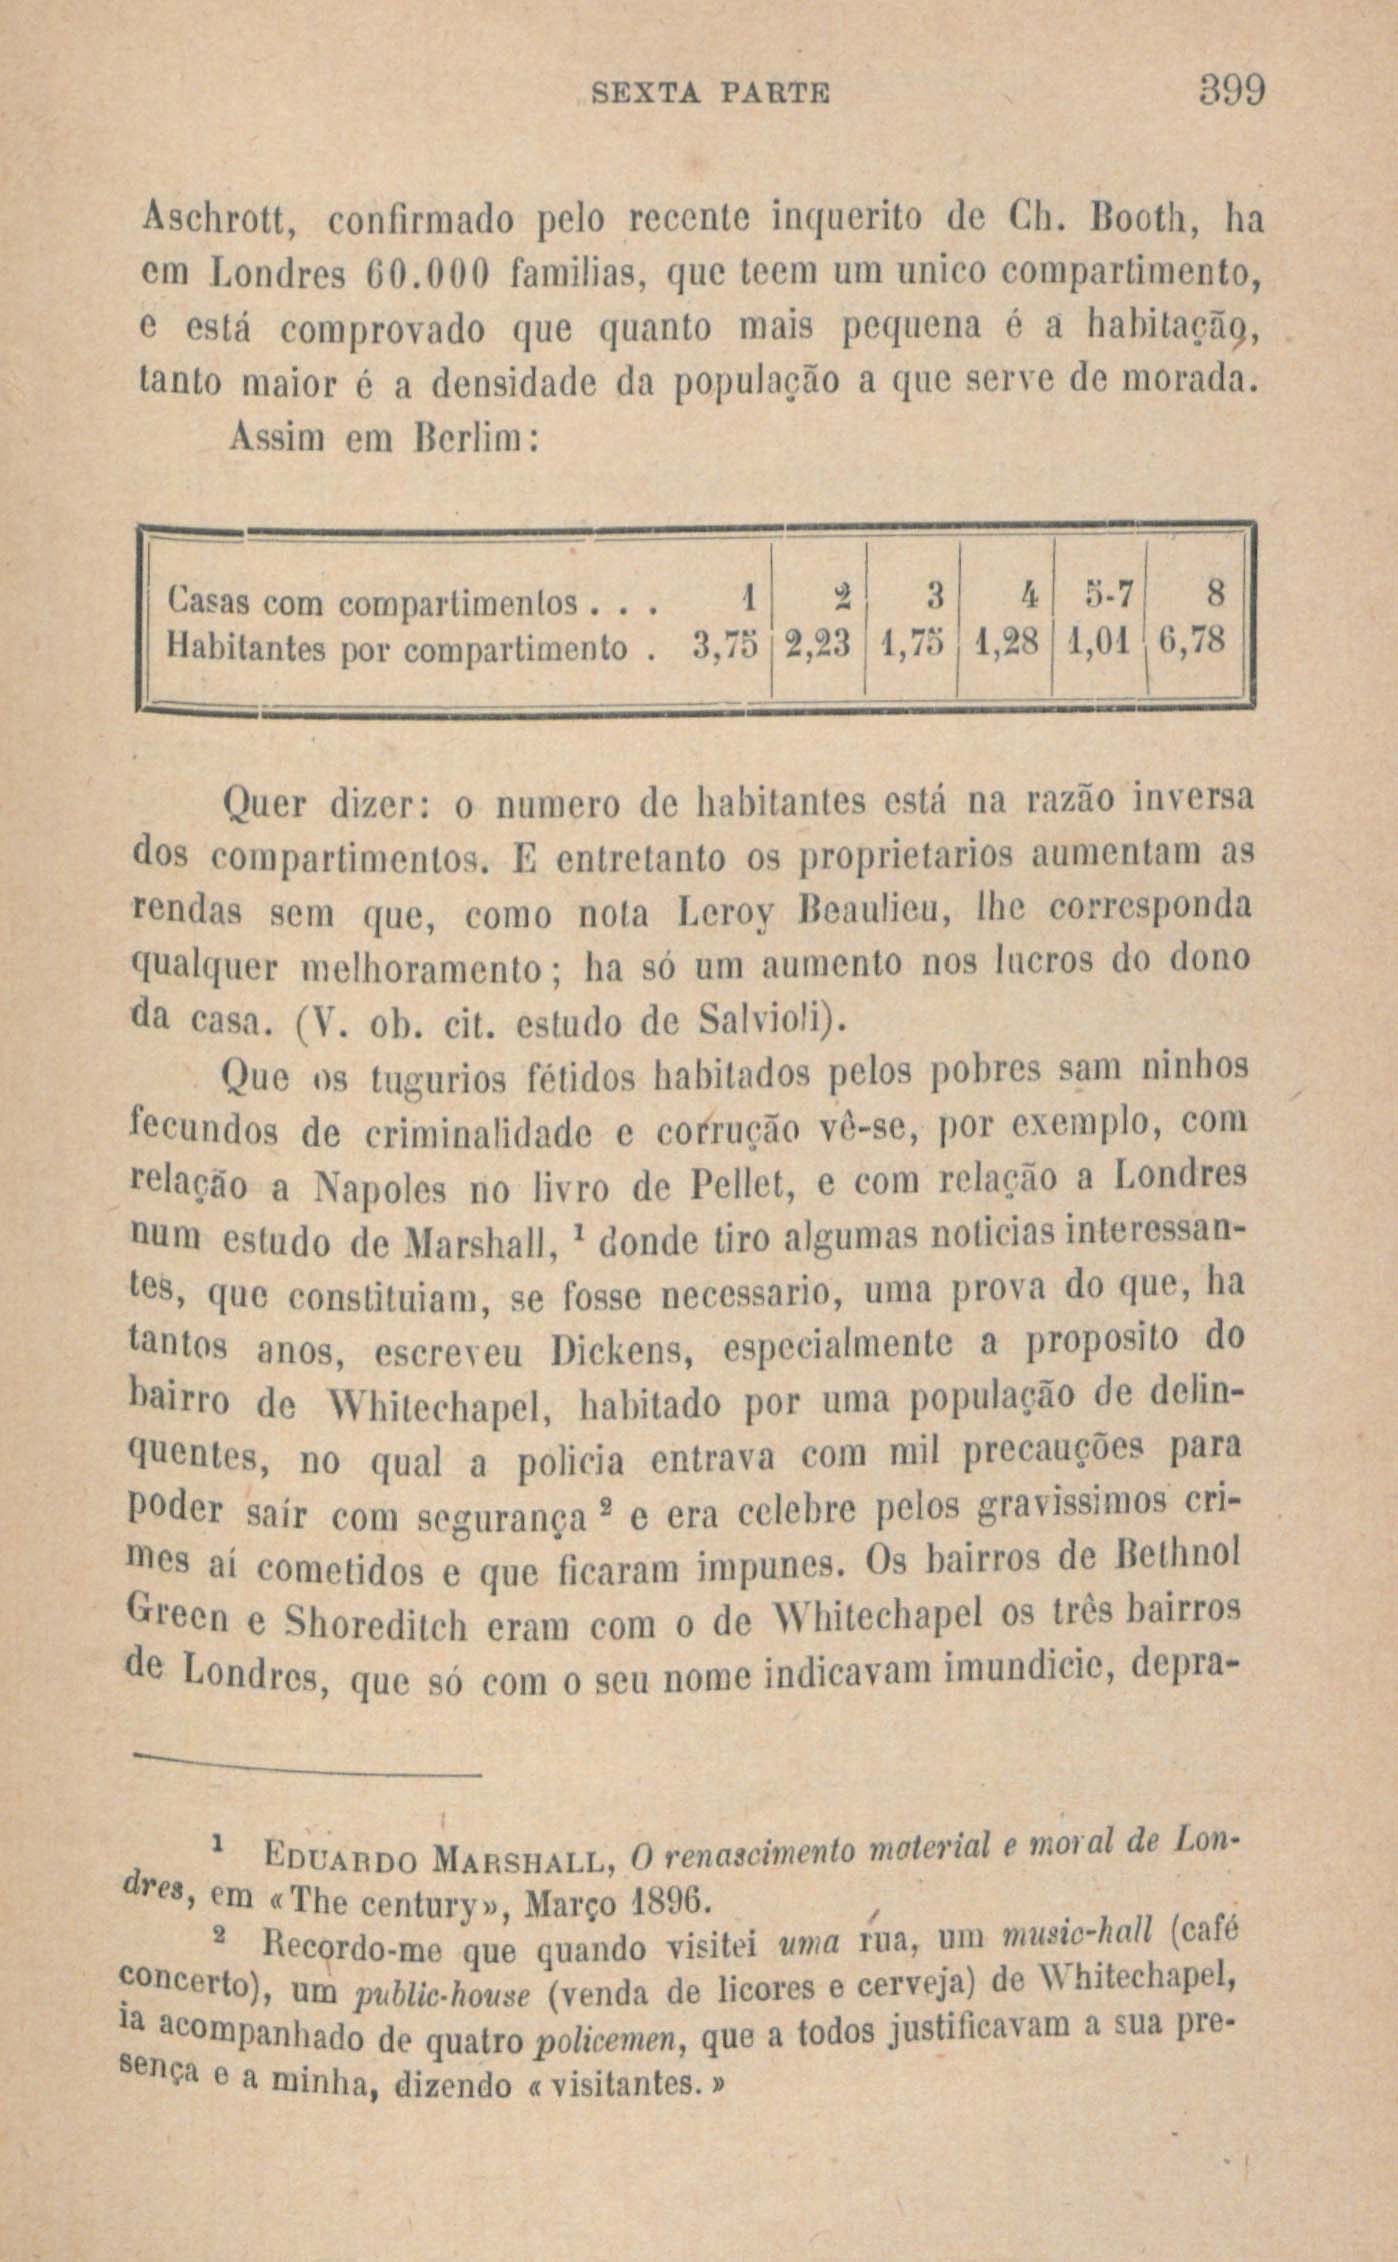 SEXTA PARTE 399
Aschrott, confirmado pelo recente inquerito de Ch. Booth, ha
em Londres 60.000 familias, que teem um unico compartimento,
e está comprovado que quanto mais pequena é a habitação,
tanto maior é a densidade da população a que serve de morada.
Assim em Berlim:
Casas com compartimentos . . . 1 2 3 4 5-7 8
Habitantes por compartimento . 3,75 2,23 1,75 1,28 1,01 6,78
Quer dizer: o numero de habitantes está na razão inversa
dos compartimentos. E entretanto os proprietarios aumentam as
rendas sem que, como nota Leroy Beaulieu, lhe corresponda
qualquer melhoramento; ha só um aumento nos lucros do dono
da casa. (V. ob. cit. estudo de Salvioli).
Que os tugurios fétidos habitados pelos pobres sam ninhos
fecundos de criminalidade e corrução vê-se, por exemplo, com
relação a Napoles no livro de Pellet, e com relação a Londres
num estudo de Marshall, ¹ donde tiro algumas noticias interessan-
tes, que constituiam, se fosse necessario, uma prova do que, ha
tantos anos, escreveu Dickens, especialmente a proposito do
bairro de Whitechapel, habitado por uma população de delin-
quentes, no qual a policia entrava com mil precauções para
poder saír com segurança ² e era celebre pelos gravissimos cri-
mes aí cometidos e que ficaram impunes. Os bairros de Bethnol
Green e Shoreditch eram com o de Whitechapel os três bairros
de Londres, que só com o seu nome indicavam imundicie, depra-
¹ EDUARDO MARSHALL, O renascimento material e moral de Lon-
dres, em «The century», Março 1896.
² Recordo-me que quando visitei uma rua, um music-hall (café
concerto), um public-house (venda de licores e cerveja) de Whitechapel,
ia acompanhado de quatro policemen, que a todos justificavam a sua pre-
sença e a minha, dizendo «visitantes.»